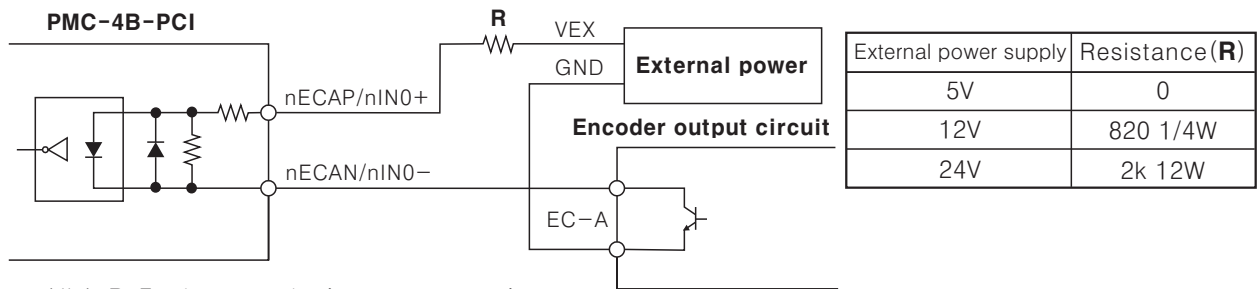 PMC-4B-PCI
R
VEX
GND
External power
nECAP/nIN0+
Encoder output circuit
nECAN/nIN0-
EC-A
External power supply Resistance(R)
5V 0
12V 820 1/4W
24V 2k 12W